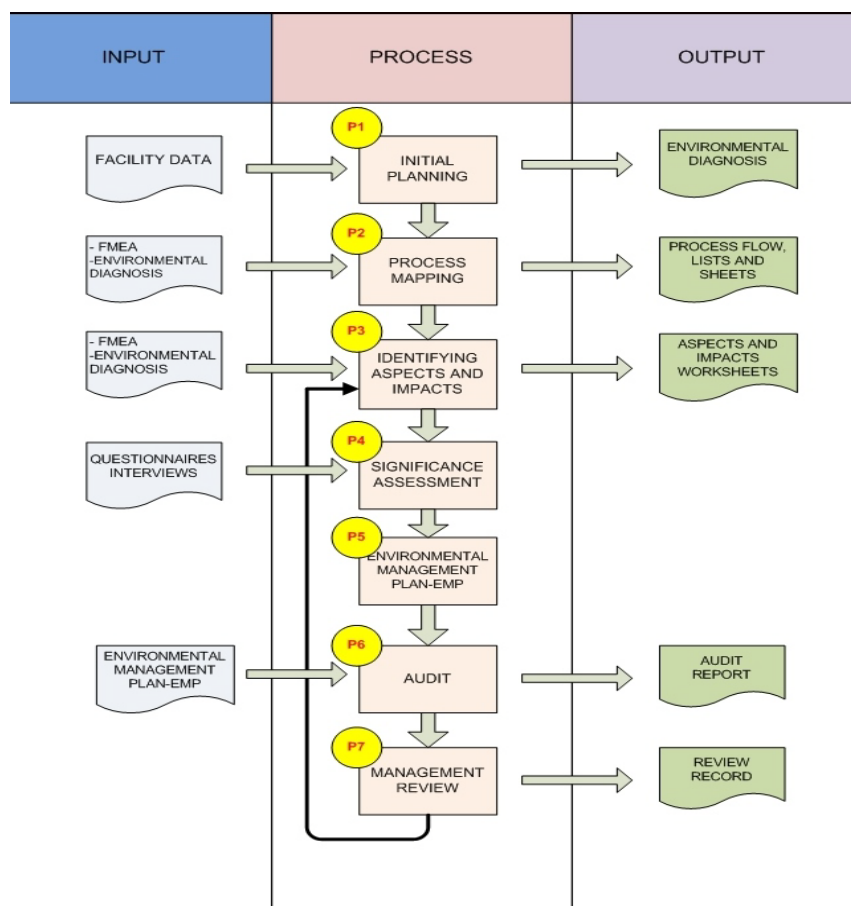 INPUT
PROCESS
OUTPUT
P1
FACILITY DATA
INITIAL
PLANNING
ENVIRONMENTAL
DIAGNOSIS
P2
- FMEA
-ENVIRONMENTAL
DIAGNOSIS
PROCESS
MAPPING
PROCESS FLOW,
LISTS AND
SHEETS
P3
- FMEA
-ENVIRONMENTAL
DIAGNOSIS
IDENTIFYING
ASPECTS AND
IMPACTS
ASPECTS AND
IMPACTS
WORKSHEETS
P4
QUESTIONNAIRES
INTERVIEWS
SIGNIFICANCE
ASSESSMENT
P5
ENVIRONMENTAL
MANAGEMENT
PLAN-EMP
P6
ENVIRONMENTAL
MANAGEMENT
PLAN-EMP
AUDIT
AUDIT
REPORT
P7
MANAGEMENT
REVIEW
REVIEW
RECORD